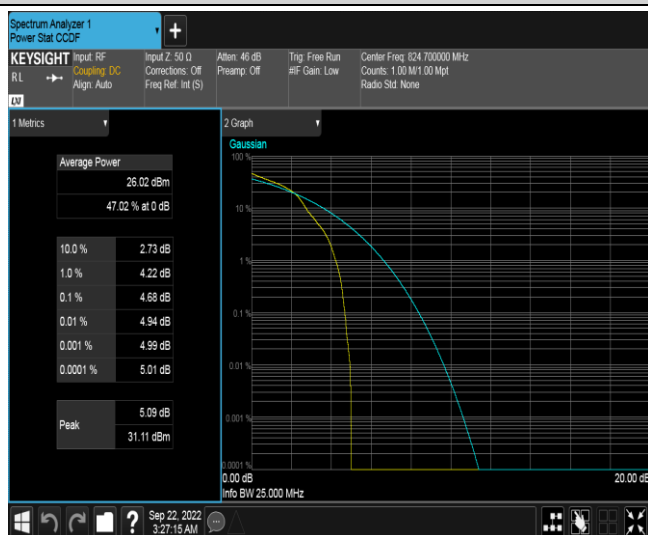 Spectrum Analyzer 1
Power Stat CCDF
KEYSIGHT
RL
Input: RF
Coupling: DC
Align: Auto
Input Z: 50 Ω
Corrections: Off
Freq Ref: Int (S)
Atten: 46 dB
Preamp: Off
Trig: Free Run
#IF Gain: Low
Center Freq: 824.700000 MHz
Counts: 1.00 M/1.00 Mpt
Radio Std: None
1 Metrics
Average Power
26.02 dBm
47.02 % at 0 dB
10.0 % 2.73 dB
1.0 % 4.22 dB
0.1 % 4.68 dB
0.01 % 4.94 dB
0.001 % 4.99 dB
0.0001 % 5.01 dB
Peak
5.09 dB
31.11 dBm
2 Graph
Gaussian
100 %
10 %
1 %
0.1 %
0.01 %
0.001 %
0.0001 %
0.00 dB
20.00 dB
Info BW 25.000 MHz
?
Sep 22, 2022
3:27:15 AM